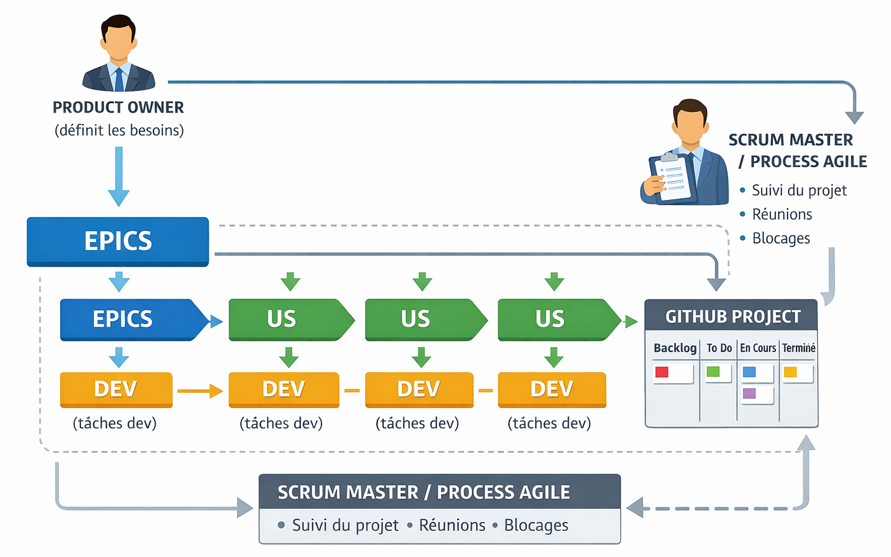 PRODUCT OWNER
(définit les besoins)
SCRUM MASTER
/ PROCESS AGILE
• Suivi du projet
• Réunions
• Blocages
EPICS
EPICS
US
US
US
GITHUB PROJECT
Backlog
To Do
En Cours
Terminé
DEV
DEV
DEV
DEV
(tâches dev)
(tâches dev)
(tâches dev)
(tâches dev)
SCRUM MASTER / PROCESS AGILE
• Suivi du projet • Réunions • Blocages